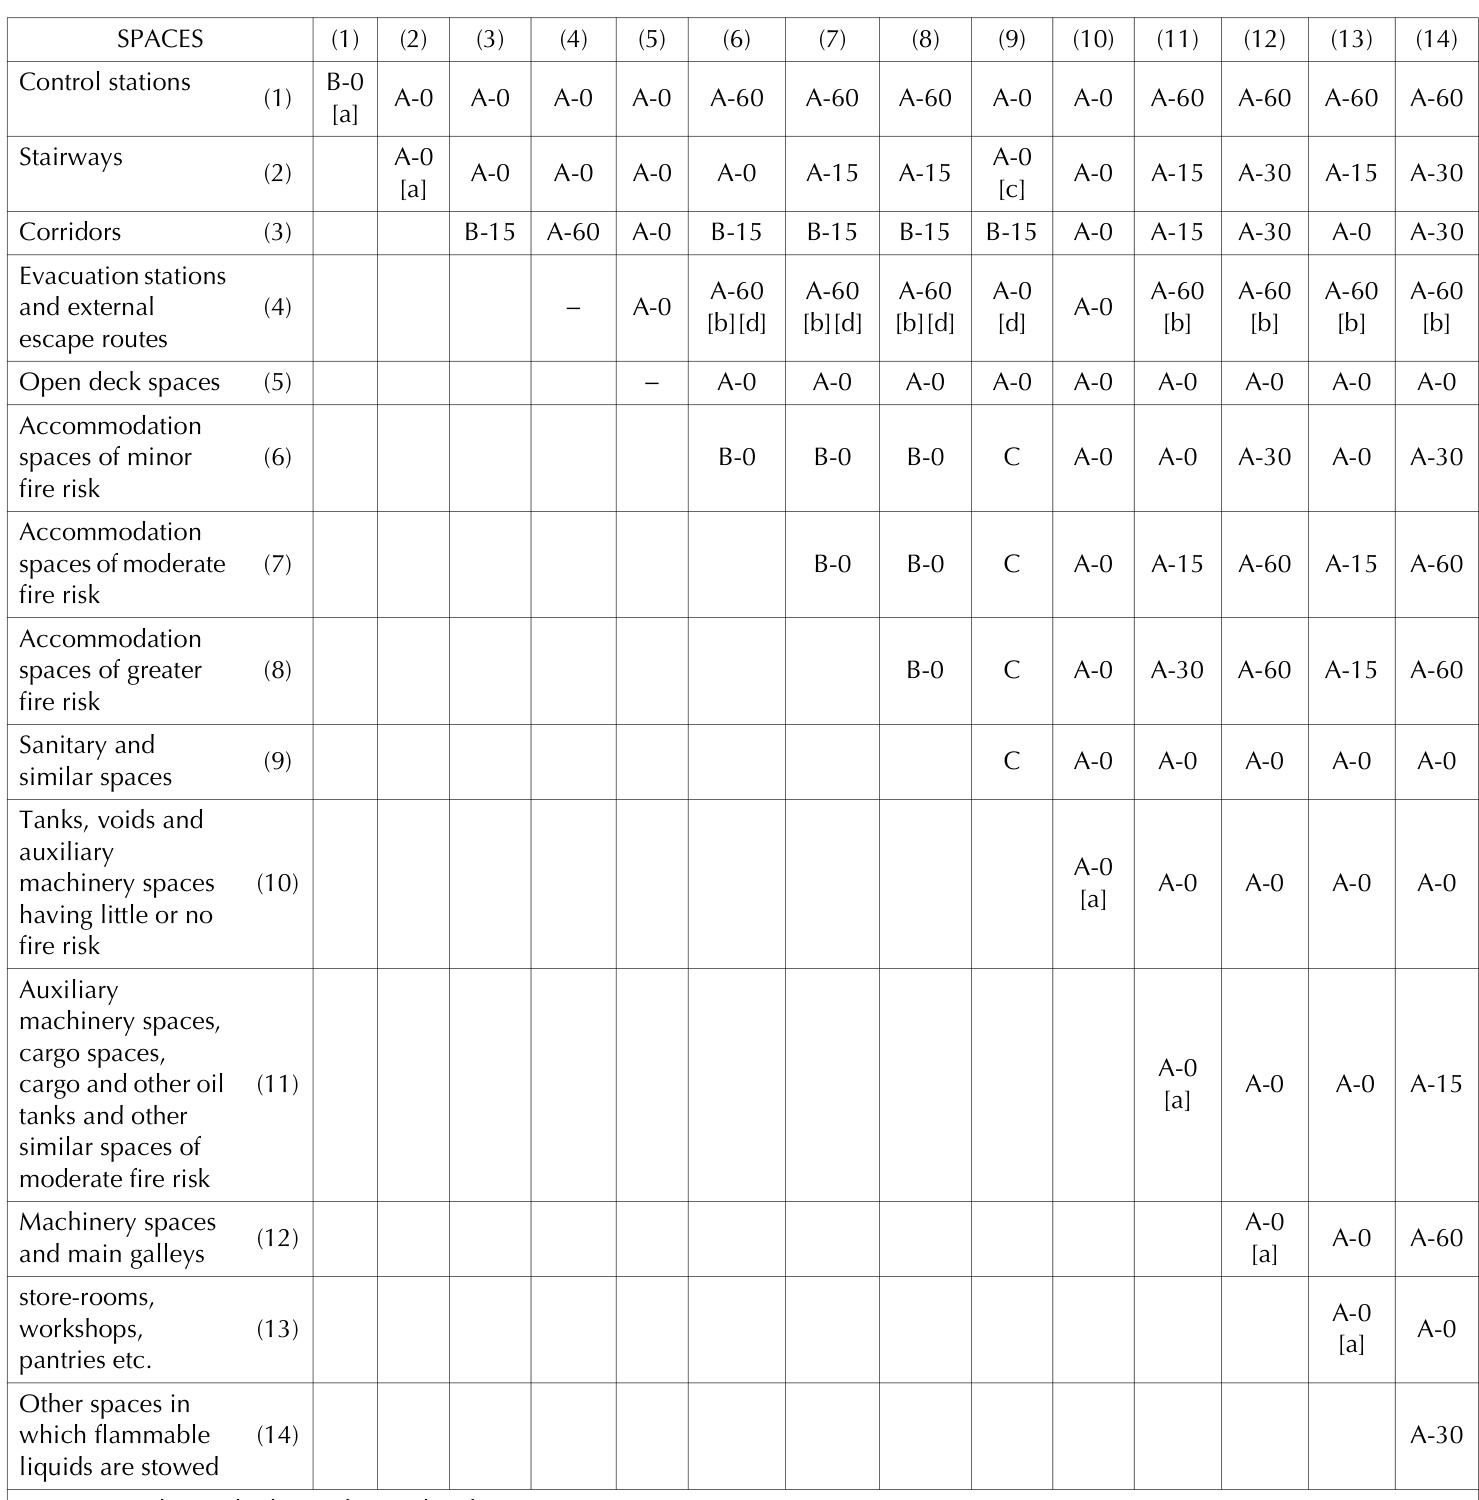 SPACES (1) (2) (3) (4) (5) (6) (7) (8) (9) (10) (11) (12) (13) (14)
Control stations (1) B-0 [a] A-0 A-0 A-0 A-0 A-60 A-60 A-60 A-0 A-0 A-60 A-60 A-60 A-60
Stairways (2) A-0 [a] A-0 A-0 A-0 A-0 A-15 A-15 A-0 [c] A-0 A-15 A-30 A-15 A-30
Corridors (3) B-15 A-60 A-0 B-15 B-15 B-15 B-15 A-0 A-15 A-30 A-0 A-30
Evacuation stations
and external
escape routes
(4) – A-0 A-60 [b][d] A-60 [b][d] A-60 [b][d] A-0 [d] A-0 A-60 [b] A-60 [b] A-60 [b] A-60 [b]
Open deck spaces (5) – A-0 A-0 A-0 A-0 A-0 A-0 A-0 A-0 A-0
Accommodation
spaces of minor
fire risk
(6) B-0 B-0 B-0 C A-0 A-0 A-30 A-0 A-30
Accommodation
spaces of moderate
fire risk
(7) B-0 B-0 C A-0 A-15 A-60 A-15 A-60
Accommodation
spaces of greater
fire risk
(8) B-0 C A-0 A-30 A-60 A-15 A-60
Sanitary and
similar spaces
(9) C A-0 A-0 A-0 A-0 A-0
Tanks, voids and
auxiliary
machinery spaces
having little or no
fire risk
(10) A-0 [a] A-0 A-0 A-0 A-0
Auxiliary
machinery spaces,
cargo spaces,
cargo and other oil
tanks and other
similar spaces of
moderate fire risk
(11) A-0 [a] A-0 A-0 A-15
Machinery spaces
and main galleys
(12) A-0 [a] A-0 A-60
store-rooms,
workshops,
pantries etc.
(13) A-0 [a] A-0
Other spaces in
which flammable
liquids are stowed
(14) A-30